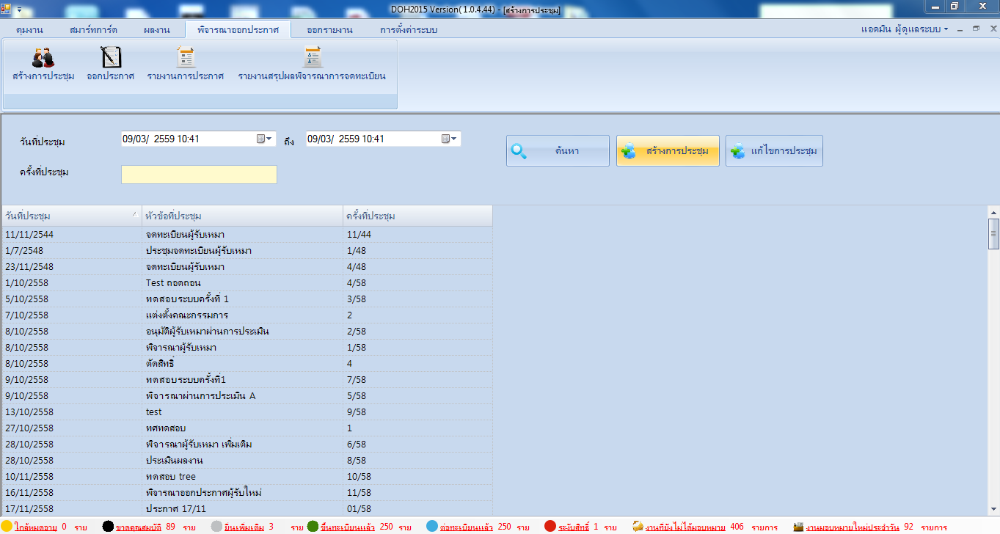 DOH2015 Version( 1.0.4.44) - [สร้างการประชุม]
คุมงาน สมาร์ทการ์ด ผลงาน พิจารณาออกประกาศ ออกรายงาน การตั้งค่าระบบ แอดมิน ผู้ดูแลระบบ
สร้างการประชุม ออกประกาศ รายงานการประกาศ รายงานสรุปผลพิจารณาการจดทะเบียน
วันที่ประชุม 09/03/ 2559 10:41 ถึง 09/03/ 2559 10:41 ค้นหา สร้างการประชุม แก้ไขการประชุม
ครั้งที่ประชุม
วันที่ประชุม หัวข้อที่ประชุม ครั้งที่ประชุม
11/11/2544 จดทะเบียนผู้รับเหมา 11/44
1/7/2548 ประชุมจดทะเบียนผู้รับเหมา 1/48
23/11/2548 จดทะเบียนผู้รับเหมา 4/48
1/10/2558 Test ถอดถอน 4/58
5/10/2558 ทดสอบระบบครั้งที่ 1 3/58
7/10/2558 แต่งตั้งคณะกรรมการ 2
8/10/2558 อนุมัติผู้รับเหมาผ่านการประเมิน 2/58
8/10/2558 พิจารณาผู้รับเหมา 1/58
8/10/2558 ตัดสิทธิ์ 4
9/10/2558 ทดสอบระบบครั้งที่1 7/58
9/10/2558 พิจารณาผ่านการประเมิน A 5/58
13/10/2558 test 9/58
27/10/2558 ทศทดสอบ 1
28/10/2558 พิจารณาผู้รับเหมา เพิ่มเติม 6/58
28/10/2558 ประเมินผลงาน 8/58
10/11/2558 ทดสอบ tree 10/58
16/11/2558 พิจารณาออกประกาศผู้รับใหม่ 11/58
17/11/2558 ประกาศ 17/11 01/58
ใกล้หมดอายุ 0 ราย ขาดคุณสมบัติ 89 ราย ยื่นเพิ่มเติม 3 ราย ขึ้นทะเบียนแล้ว 250 ราย ต่อทะเบียนแล้ว 250 ราย ระงับสิทธิ์ 1 ราย งานที่ยังไม่ได้มอบหมาย 406 รายการ งานมอบหมายใหม่ประจำวัน 92 รายการ